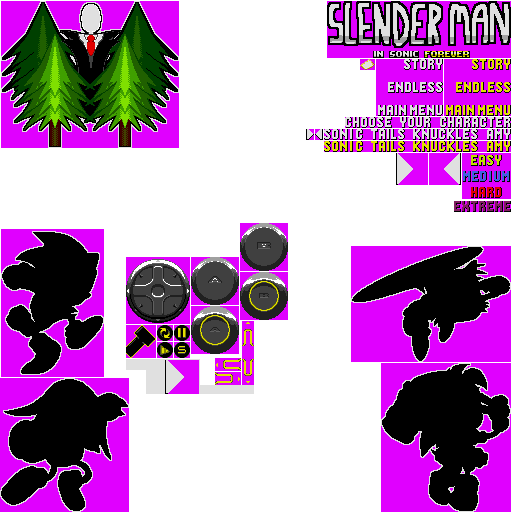 SLENDER MAN
IN SONIC FOREVER
STORY STORY
ENDLESS ENDLESS
MAIN MENU MAIN MENU
CHOOSE YOUR CHARACTER
SONIC TAILS KNUCKLES AMY
SONIC TAILS KNUCKLES AMY
EASY
MEDIUM
HARD
EXTREME